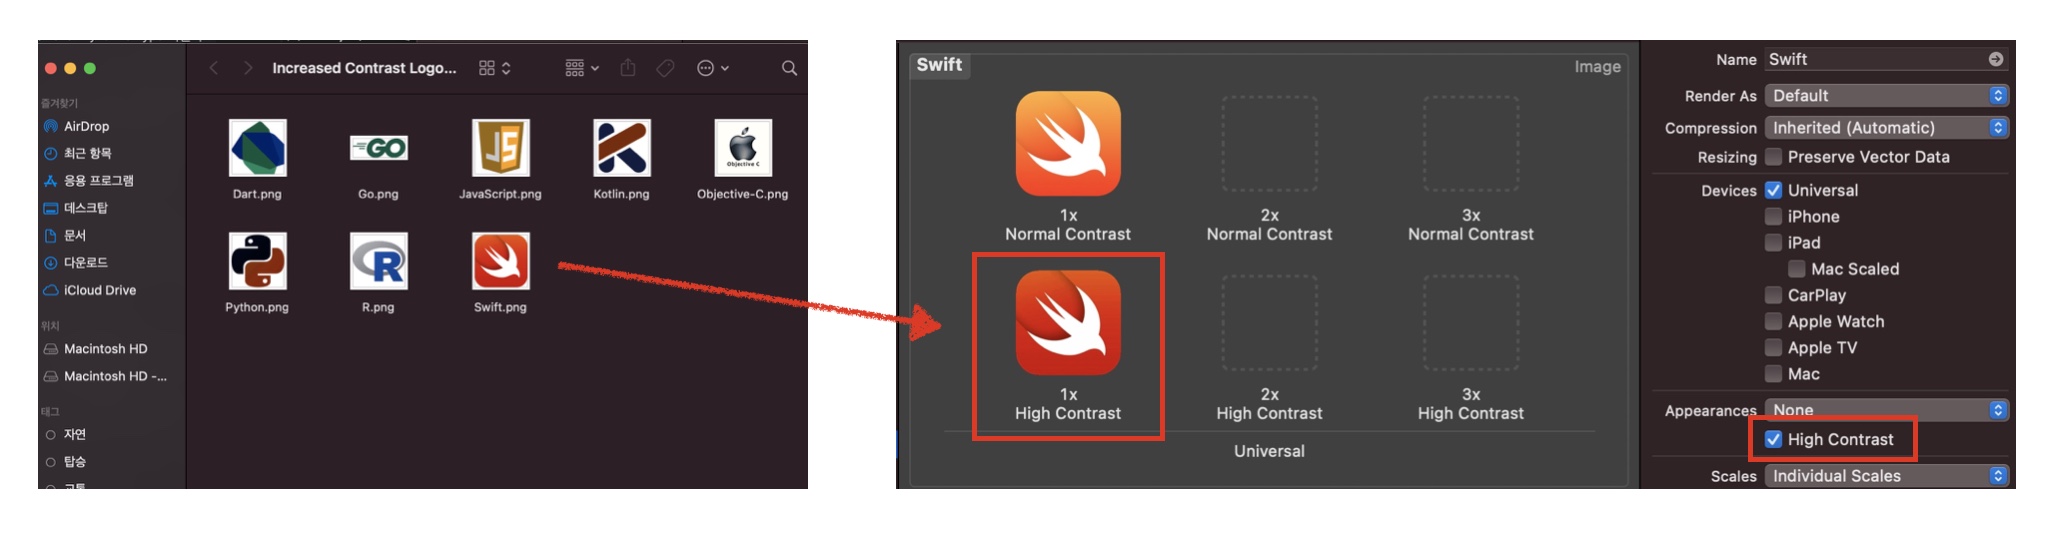 Increased Contrast Logo...
즐겨찾기
AirDrop
최근 항목
응용 프로그램
데스크탑
문서
다운로드
iCloud Drive
위치
Macintosh HD
Macintosh HD -...
태그
자연
탑승
JS
GO
Objective C
Dart.png
Go.png
JavaScript.png
Kotlin.png
Objective-C.png
R
Python.png
R.png
Swift.png
Swift
Image
1x
Normal Contrast
2x
Normal Contrast
3x
Normal Contrast
1x
High Contrast
2x
High Contrast
3x
High Contrast
Universal
Name Swift
Render As Default
Compression Inherited (Automatic)
Resizing Preserve Vector Data
Devices Universal
iPhone
iPad
Mac Scaled
CarPlay
Apple Watch
Apple TV
Mac
Appearances None
High Contrast
Scales Individual Scales